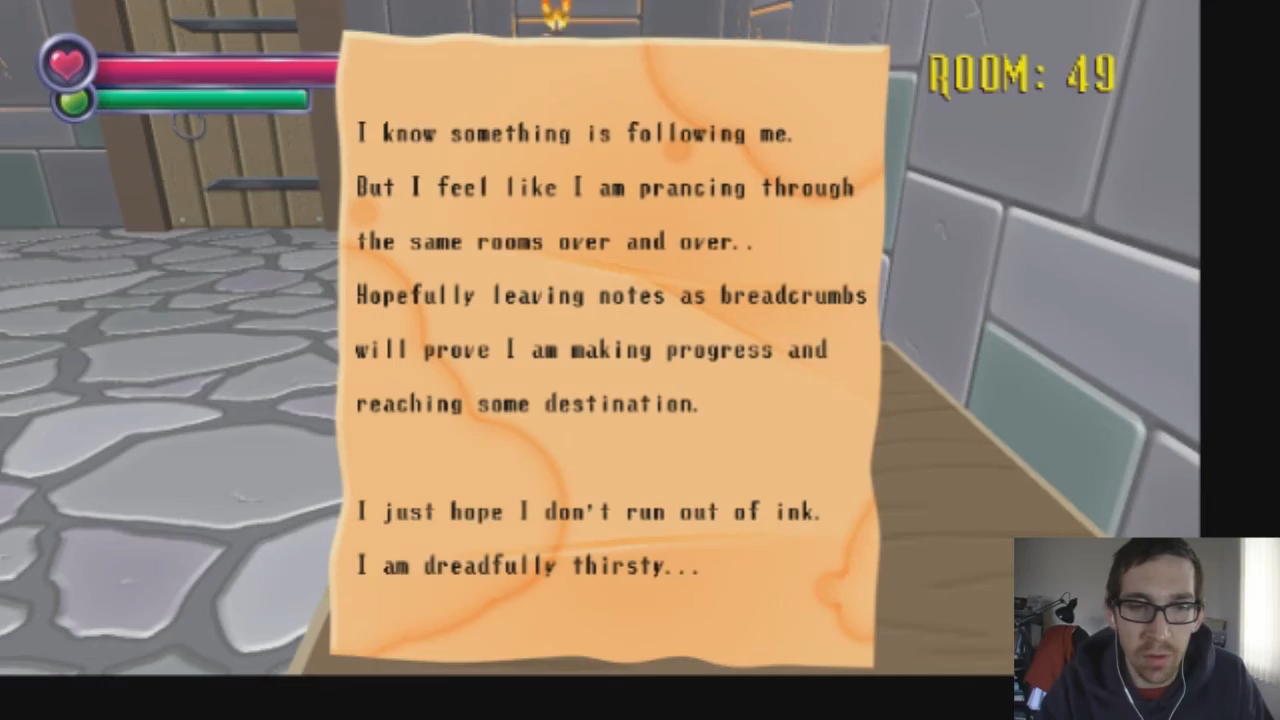 ROOM: 49
I know something is following me.
But I feel like I am prancing through
the same rooms over and over..
Hopefully leaving notes as breadcrumbs
will prove I am making progress and
reaching some destination.
I just hope I don't run out of ink.
I am dreadfully thirsty...